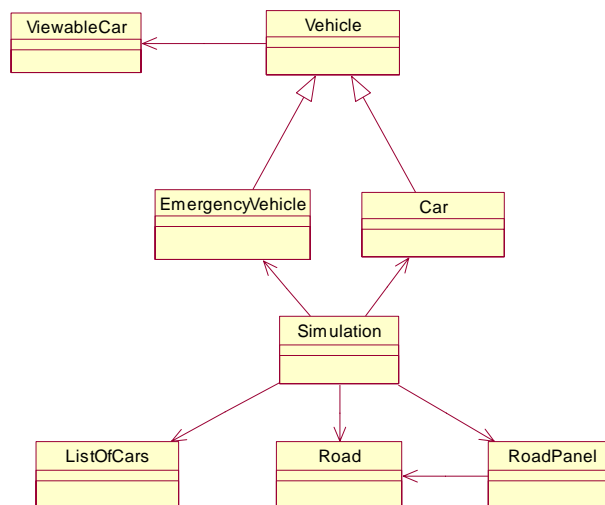 ViewableCar
Vehicle
EmergencyVehicle
Car
Simulation
ListOfCars
Road
RoadPanel